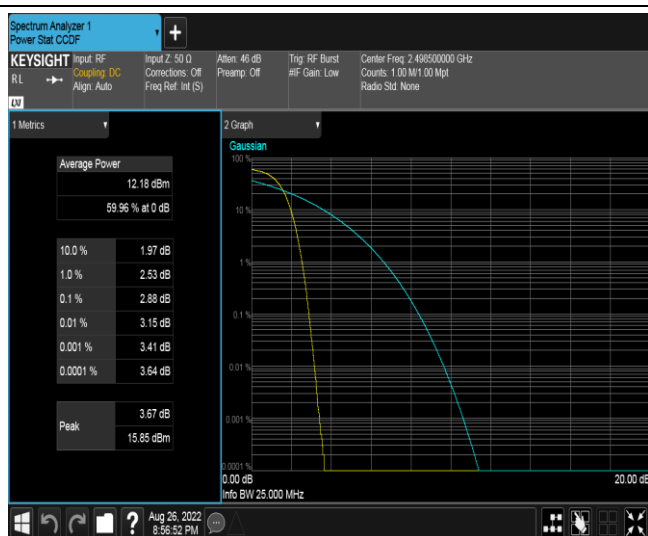 Spectrum Analyzer 1
Power Stat CCDF
+
KEYSIGHT
RL
LXI
Input: RF
Coupling: DC
Align: Auto
Input Z: 50 Ω
Corrections: Off
Freq Ref: Int (S)
Atten: 46 dB
Preamp: Off
Trig: RF Burst
#IF Gain: Low
Center Freq: 2.496500000 GHz
Counts: 1.00 M/1.00 Mpt
Radio Std: None
1 Metrics
Average Power
12.18 dBm
59.96 % at 0 dB
10.0 % 1.97 dB
1.0 % 2.53 dB
0.1 % 2.88 dB
0.01 % 3.15 dB
0.001 % 3.41 dB
0.0001 % 3.64 dB
Peak
3.67 dB
15.85 dBm
2 Graph
Gaussian
100 %
10 %
1 %
0.1 %
0.01 %
0.001 %
0.0001 %
0.00 dB
20.00 dB
Info BW 25.000 MHz
?
Aug 26, 2022
8:56:52 PM